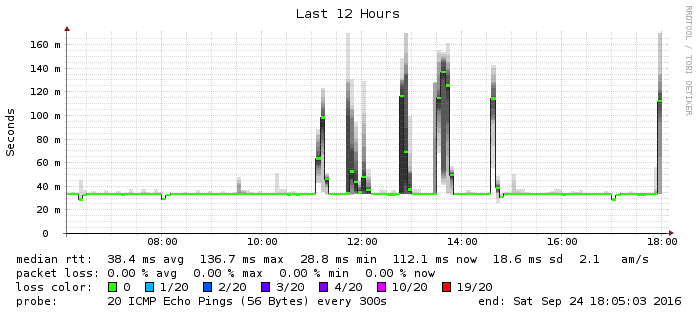 Last 12 Hours
RRDTOOL / TOBI OETIKER
160 m
140 m
120 m
100 m
80 m
60 m
40 m
20 m
0
Seconds
08:00 10:00 12:00 14:00 16:00 18:00
median rtt: 38.4 ms avg 136.7 ms max 28.8 ms min 112.1 ms now 18.6 ms sd 2.1 am/s
packet loss: 0.00 % avg 0.00 % max 0.00 % min 0.00 % now
loss color: 0 1/20 2/20 3/20 4/20 10/20 19/20
probe: 20 ICMP Echo Pings (56 Bytes) every 300s end: Sat Sep 24 18:05:03 2016